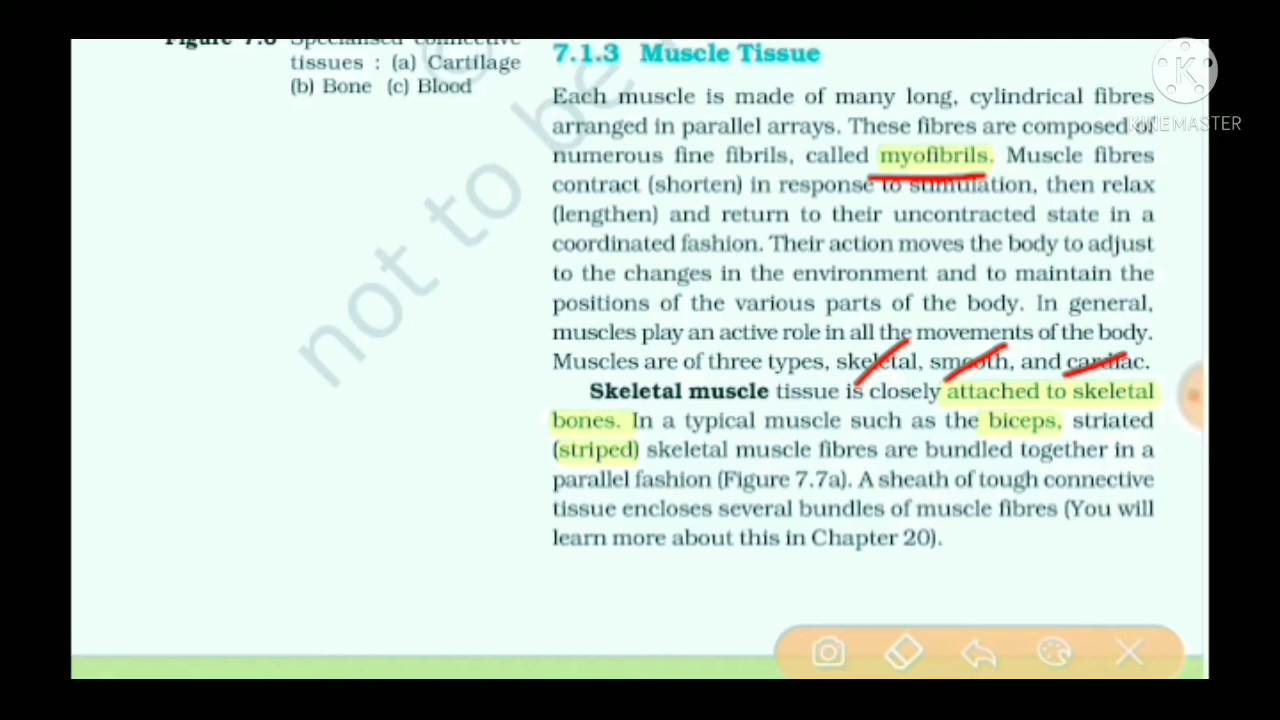 Figure 7.6 Specialised connective
tissues : (a) Cartilage
(b) Bone (c) Blood
7.1.3 Muscle Tissue
Each muscle is made of many long, cylindrical fibres
arranged in parallel arrays. These fibres are composed of
numerous fine fibrils, called myofibrils. Muscle fibres
contract (shorten) in response to stimulation, then relax
(lengthen) and return to their uncontracted state in a
coordinated fashion. Their action moves the body to adjust
to the changes in the environment and to maintain the
positions of the various parts of the body. In general,
muscles play an active role in all the movements of the body.
Muscles are of three types, skeletal, smooth, and cardiac.
Skeletal muscle tissue is closely attached to skeletal
bones. In a typical muscle such as the biceps, striated
(striped) skeletal muscle fibres are bundled together in a
parallel fashion (Figure 7.7a). A sheath of tough connective
tissue encloses several bundles of muscle fibres (You will
learn more about this in Chapter 20).
not to be
©
K
KINEMASTER